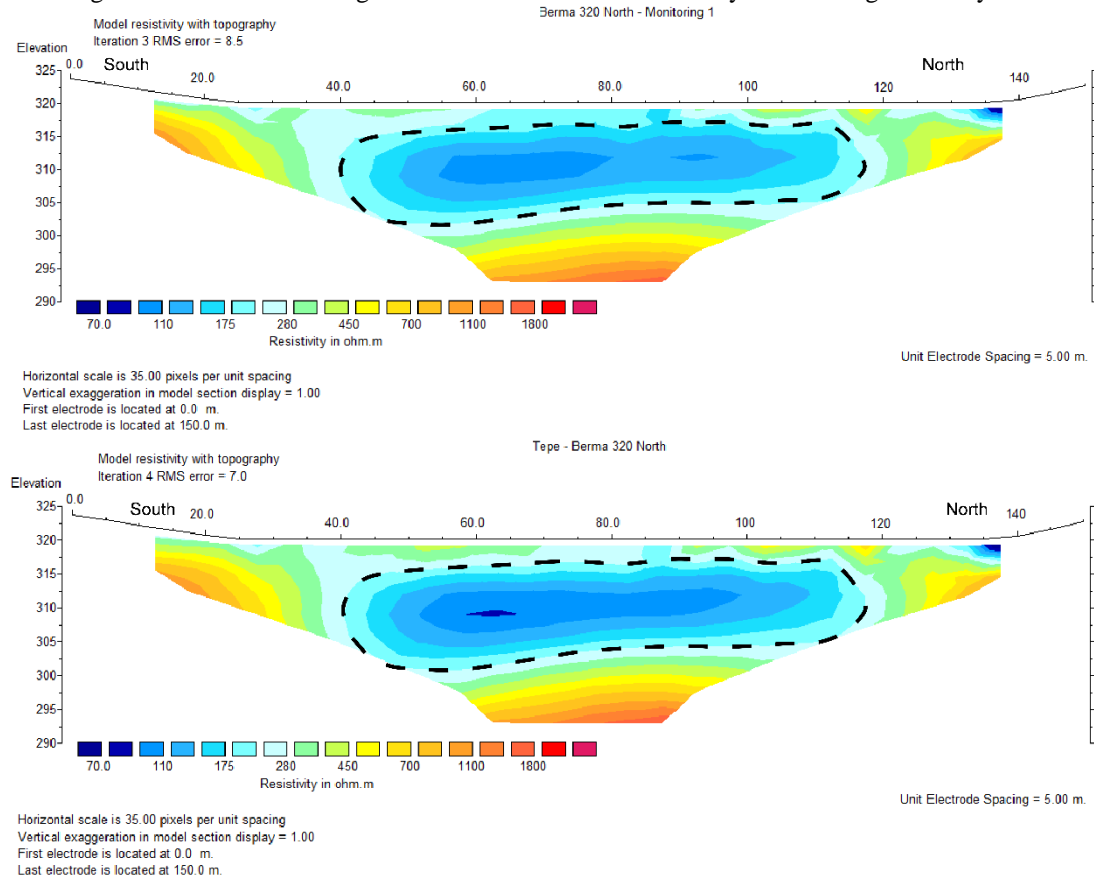 Berma 320 North - Monitoring 1
Model resistivity with topography
Iteration 3 RMS error = 8.5
Elevation
0.0 South 20.0 40.0 60.0 80.0 100 120 North 140
325
320
315
310
305
300
295
290
70.0 110 175 280 450 700 1100 1800
Resistivity in ohm.m
Unit Electrode Spacing = 5.00 m.
Horizontal scale is 35.00 pixels per unit spacing
Vertical exaggeration in model section display = 1.00
First electrode is located at 0.0 m.
Last electrode is located at 150.0 m.
Tepe - Berma 320 North
Model resistivity with topography
Iteration 4 RMS error = 7.0
Elevation
0.0 South 20.0 40.0 60.0 80.0 100 120 North 140
325
320
315
310
305
300
295
290
70.0 110 175 280 450 700 1100 1800
Resistivity in ohm.m
Unit Electrode Spacing = 5.00 m.
Horizontal scale is 35.00 pixels per unit spacing
Vertical exaggeration in model section display = 1.00
First electrode is located at 0.0 m.
Last electrode is located at 150.0 m.